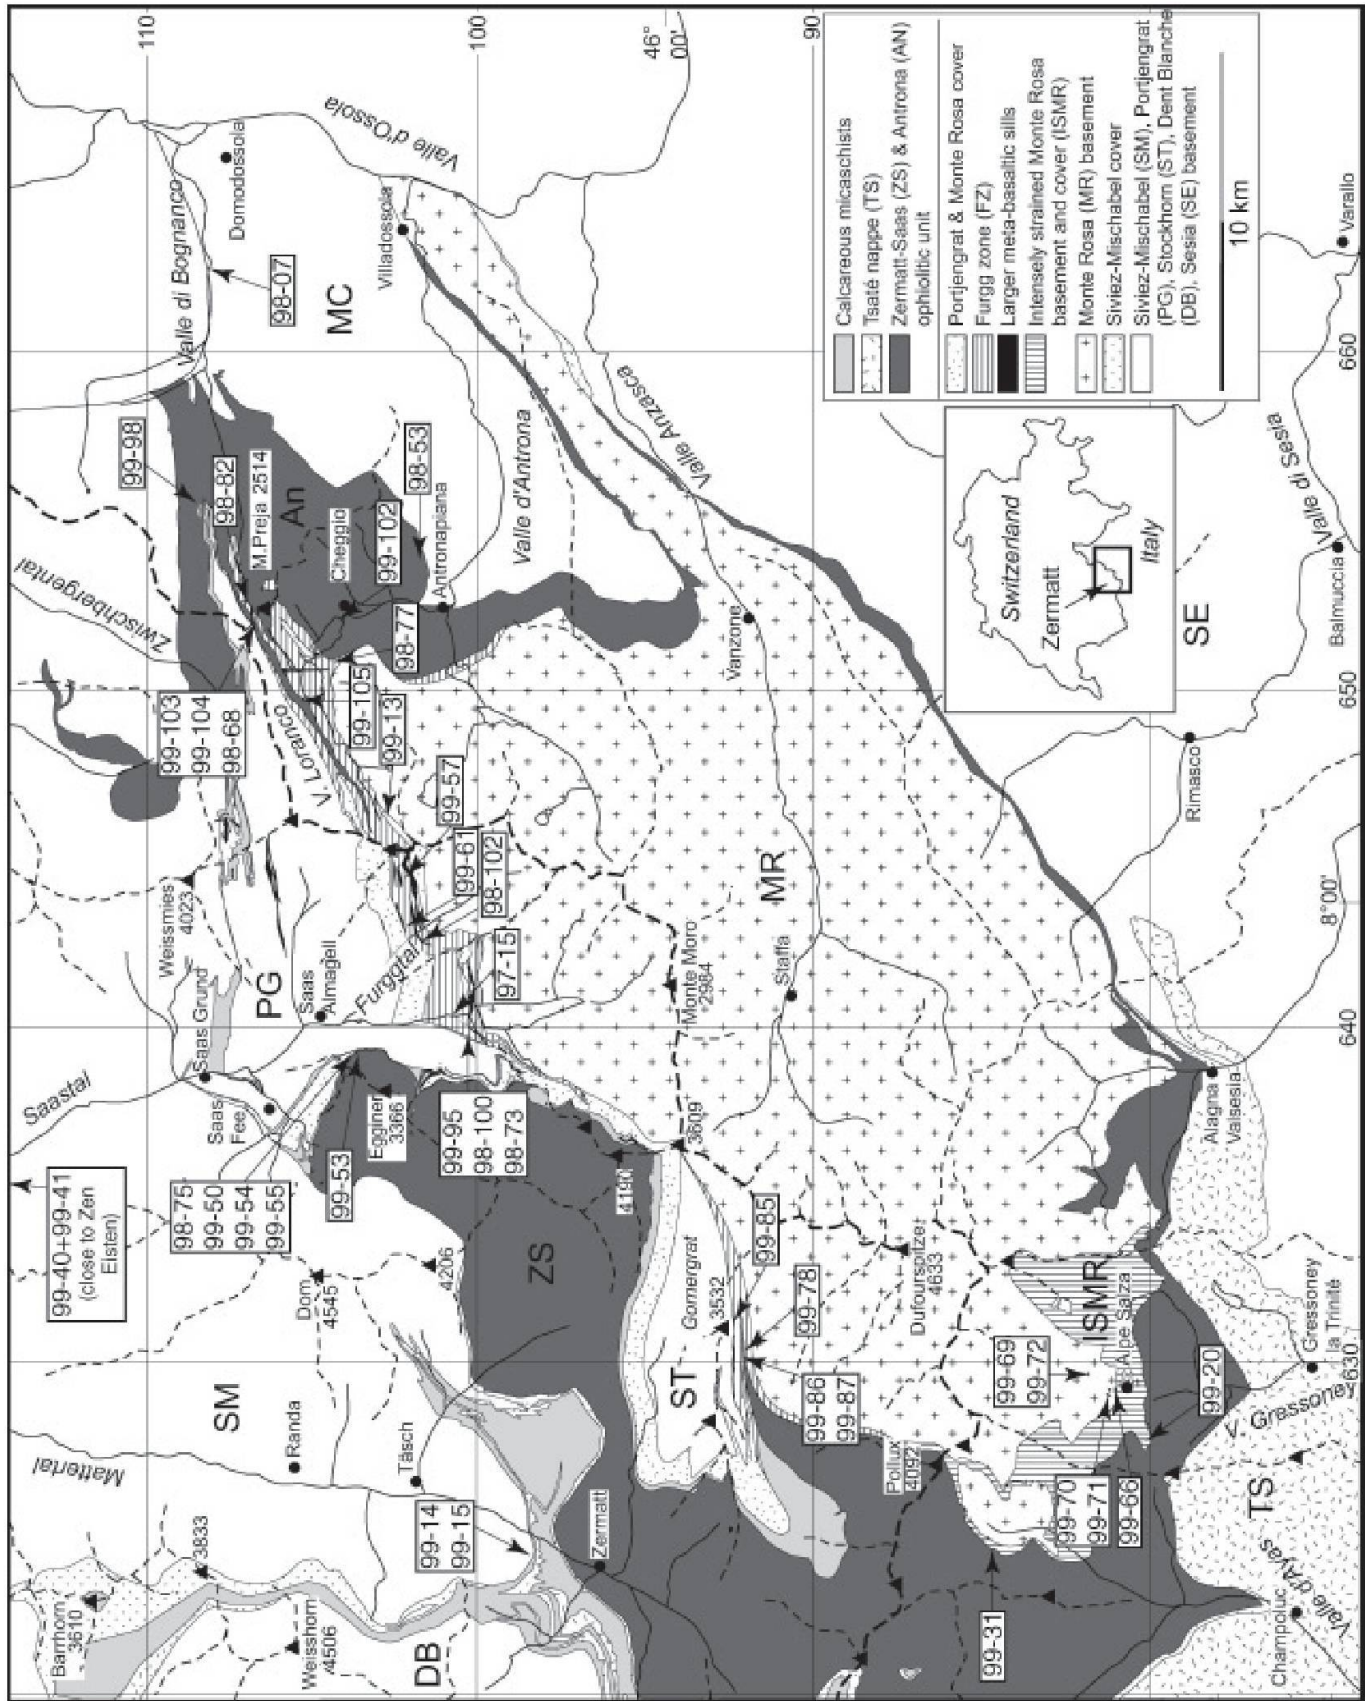 110
100
46°
00'
90
Valle d'Ossola
Domodossola
Valle di Bognanco
98-07
MC
Villadossola
Calcareous micaschists
Tsaté nappe (TS)
Zermatt-Saas (ZS) & Antrona (AN)
ophiolitic unit
Portjengrat & Monte Rosa cover
Furgg zone (FZ)
Larger meta-basaltic sills
Intensely strained Monte Rosa
basement and cover (ISMR)
Monte Rosa (MR) basement
Siviez-Mischabel cover
Siviez-Mischabel (SM), Portjengrat
(PG), Stockhorn (ST), Dent Blanche
(DB), Sesia (SE) basement
10 km
Varallo
660
99-98
98-82
M.Preja 2514
An
Cheggio
99-102
98-53
Antronapiana
Valle d'Antrona
Valle Anzasca
98-77
Zwischbergental
99-103
99-104
98-68
V. Loranco
99-105
99-13
99-57
99-61
98-102
Vanzone
Switzerland
Zermatt
Italy
SE
Valle di Sesia
Balmuccia
650
Rimasco
8°00'
640
Weissmies
4023
Saas Grund
PG
Saas
Almagell
Furggtal
97-15
Monte Moro
2984
MR
Staffa
Saastal
Saas
Fee
Egginer
3366
99-95
98-100
98-73
3609
4190
Alagna
Valsesia
99-40+99-41
(close to Zen
Eisten)
98-75
99-50
99-54
99-55
99-53
Dom
4545
4206
ZS
Gornergrat
3532
99-85
99-78
Dufourspitze
4633
ISMR
Alpe Salza
99-69
99-72
99-20
Gressoney
la Trinité
630
V. Gressoney
SM
Randa
Mattertal
Täsch
ST
99-86
99-87
Pollux
4092
99-70
99-71
99-66
TS
99-14
99-15
Zermatt
3833
Barrhorn
3610
Weisshorn
4506
DB
99-31
Champoluc
Valle d'Ayas